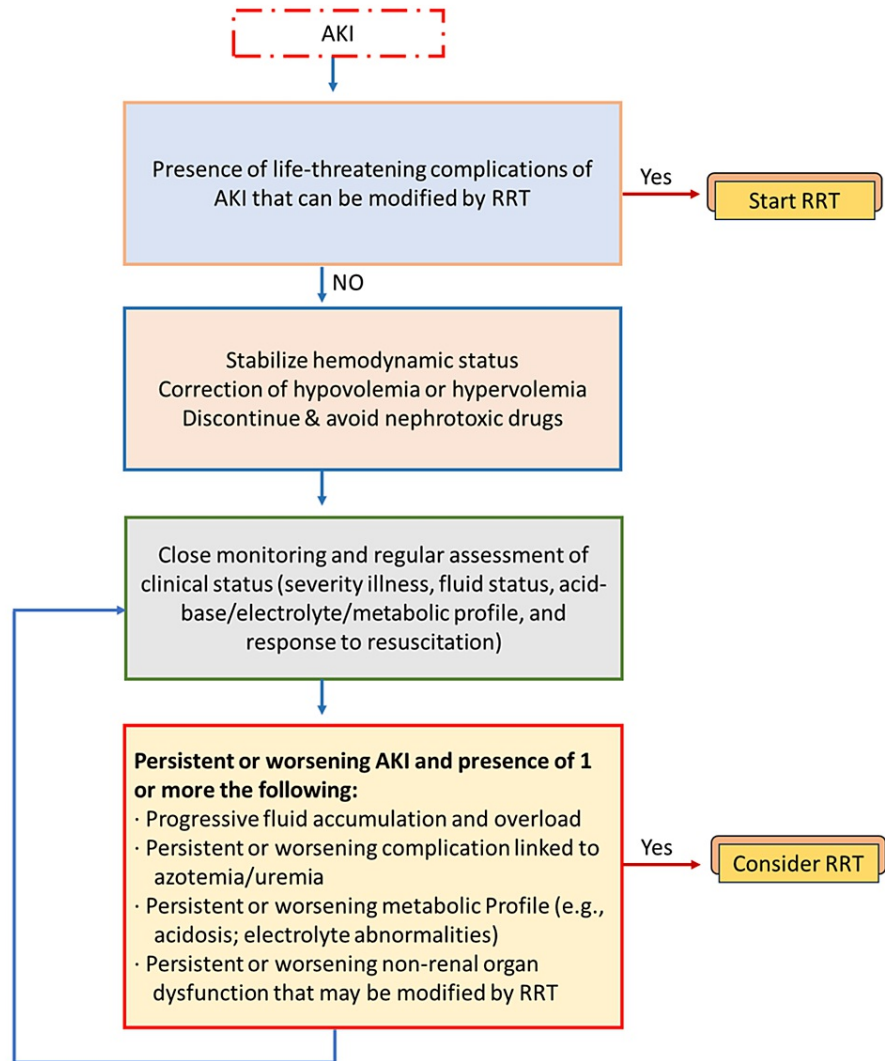 AKI
Presence of life-threatening complications of
AKI that can be modified by RRT
Yes
Start RRT
NO
Stabilize hemodynamic status
Correction of hypovolemia or hypervolemia
Discontinue & avoid nephrotoxic drugs
Close monitoring and regular assessment of
clinical status (severity illness, fluid status, acid-
base/electrolyte/metabolic profile, and
response to resuscitation)
Persistent or worsening AKI and presence of 1
or more the following:
· Progressive fluid accumulation and overload
· Persistent or worsening complication linked to
azotemia/uremia
· Persistent or worsening metabolic Profile (e.g.,
acidosis; electrolyte abnormalities)
· Persistent or worsening non-renal organ
dysfunction that may be modified by RRT
Yes
Consider RRT